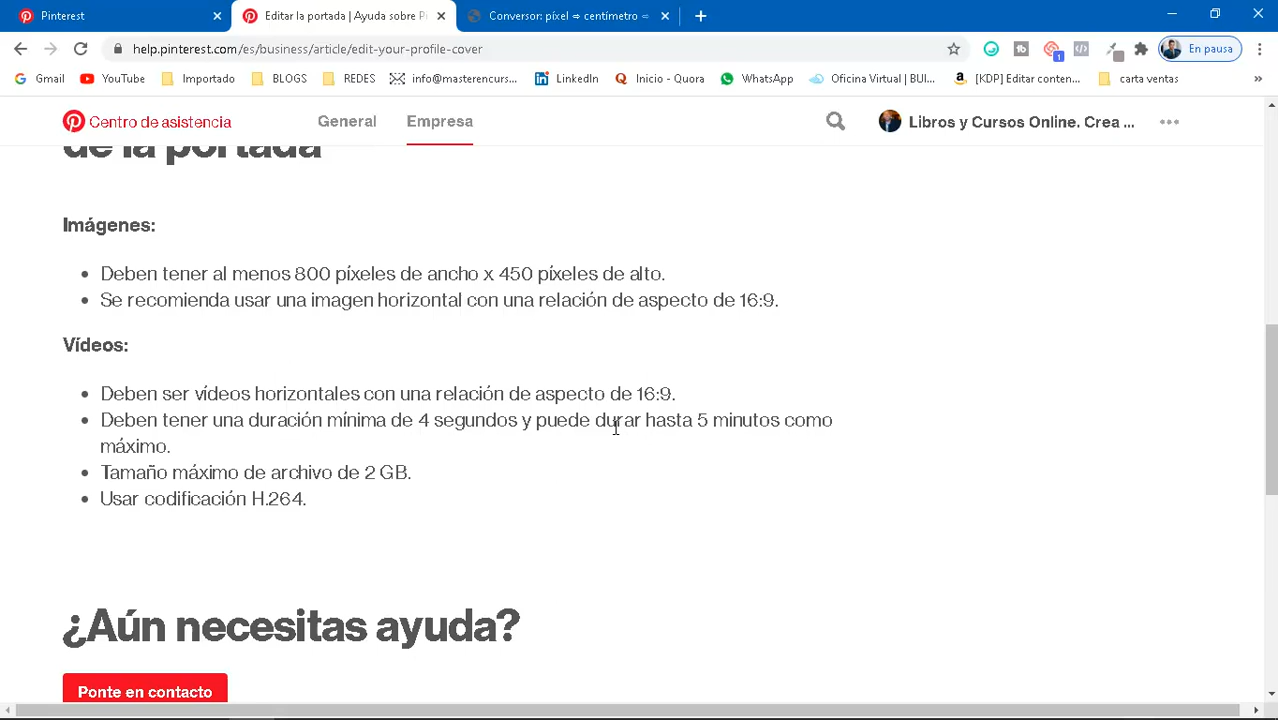 Pinterest
Editar la portada | Ayuda sobre P
Conversor: píxel ⇔ centímetro
help.pinterest.com/es/business/article/edit-your-profile-cover
1
En pausa
Gmail
YouTube
Importado
BLOGS
REDES
info@masterencurs...
LinkedIn
Inicio - Quora
WhatsApp
Oficina Virtual | BUI...
[KDP] Editar conten...
carta ventas
»
Centro de asistencia
General
Empresa
Libros y Cursos Online. Crea ...
de la portada
Imágenes:
• Deben tener al menos 800 píxeles de ancho x 450 píxeles de alto.
• Se recomienda usar una imagen horizontal con una relación de aspecto de 16:9.
Vídeos:
• Deben ser vídeos horizontales con una relación de aspecto de 16:9.
• Deben tener una duración mínima de 4 segundos y puede durar hasta 5 minutos como
máximo.
• Tamaño máximo de archivo de 2 GB.
• Usar codificación H.264.
¿Aún necesitas ayuda?
Ponte en contacto